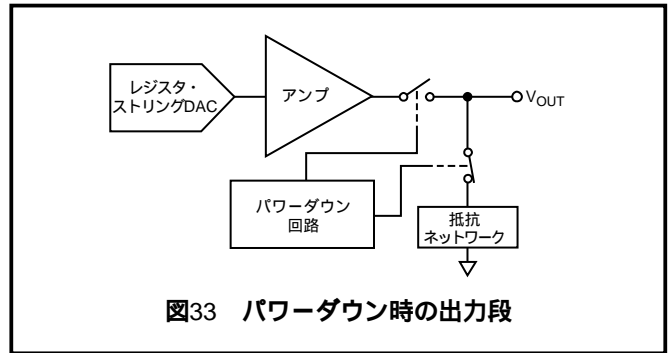 レジスタ・
ストリングDAC
アンプ
VOUT
パワーダウン
回路
抵抗
ネットワーク
図33 パワーダウン時の出力段